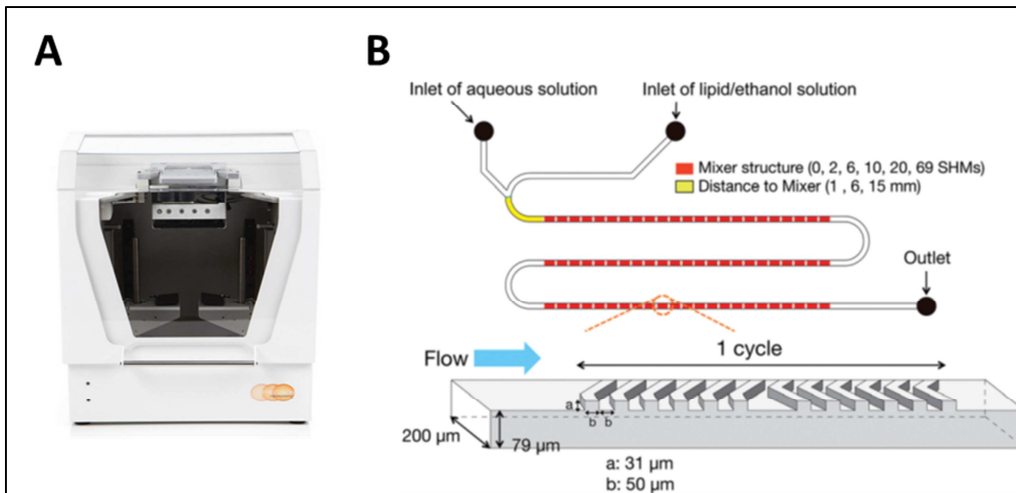 A
B
Inlet of aqueous solution
Inlet of lipid/ethanol solution
Mixer structure (0, 2, 6, 10, 20, 69 SHMs)
Distance to Mixer (1 , 6, 15 mm)
Outlet
1 cycle
Flow
a
b
b
200 µm
79 µm
a: 31 µm
b: 50 µm